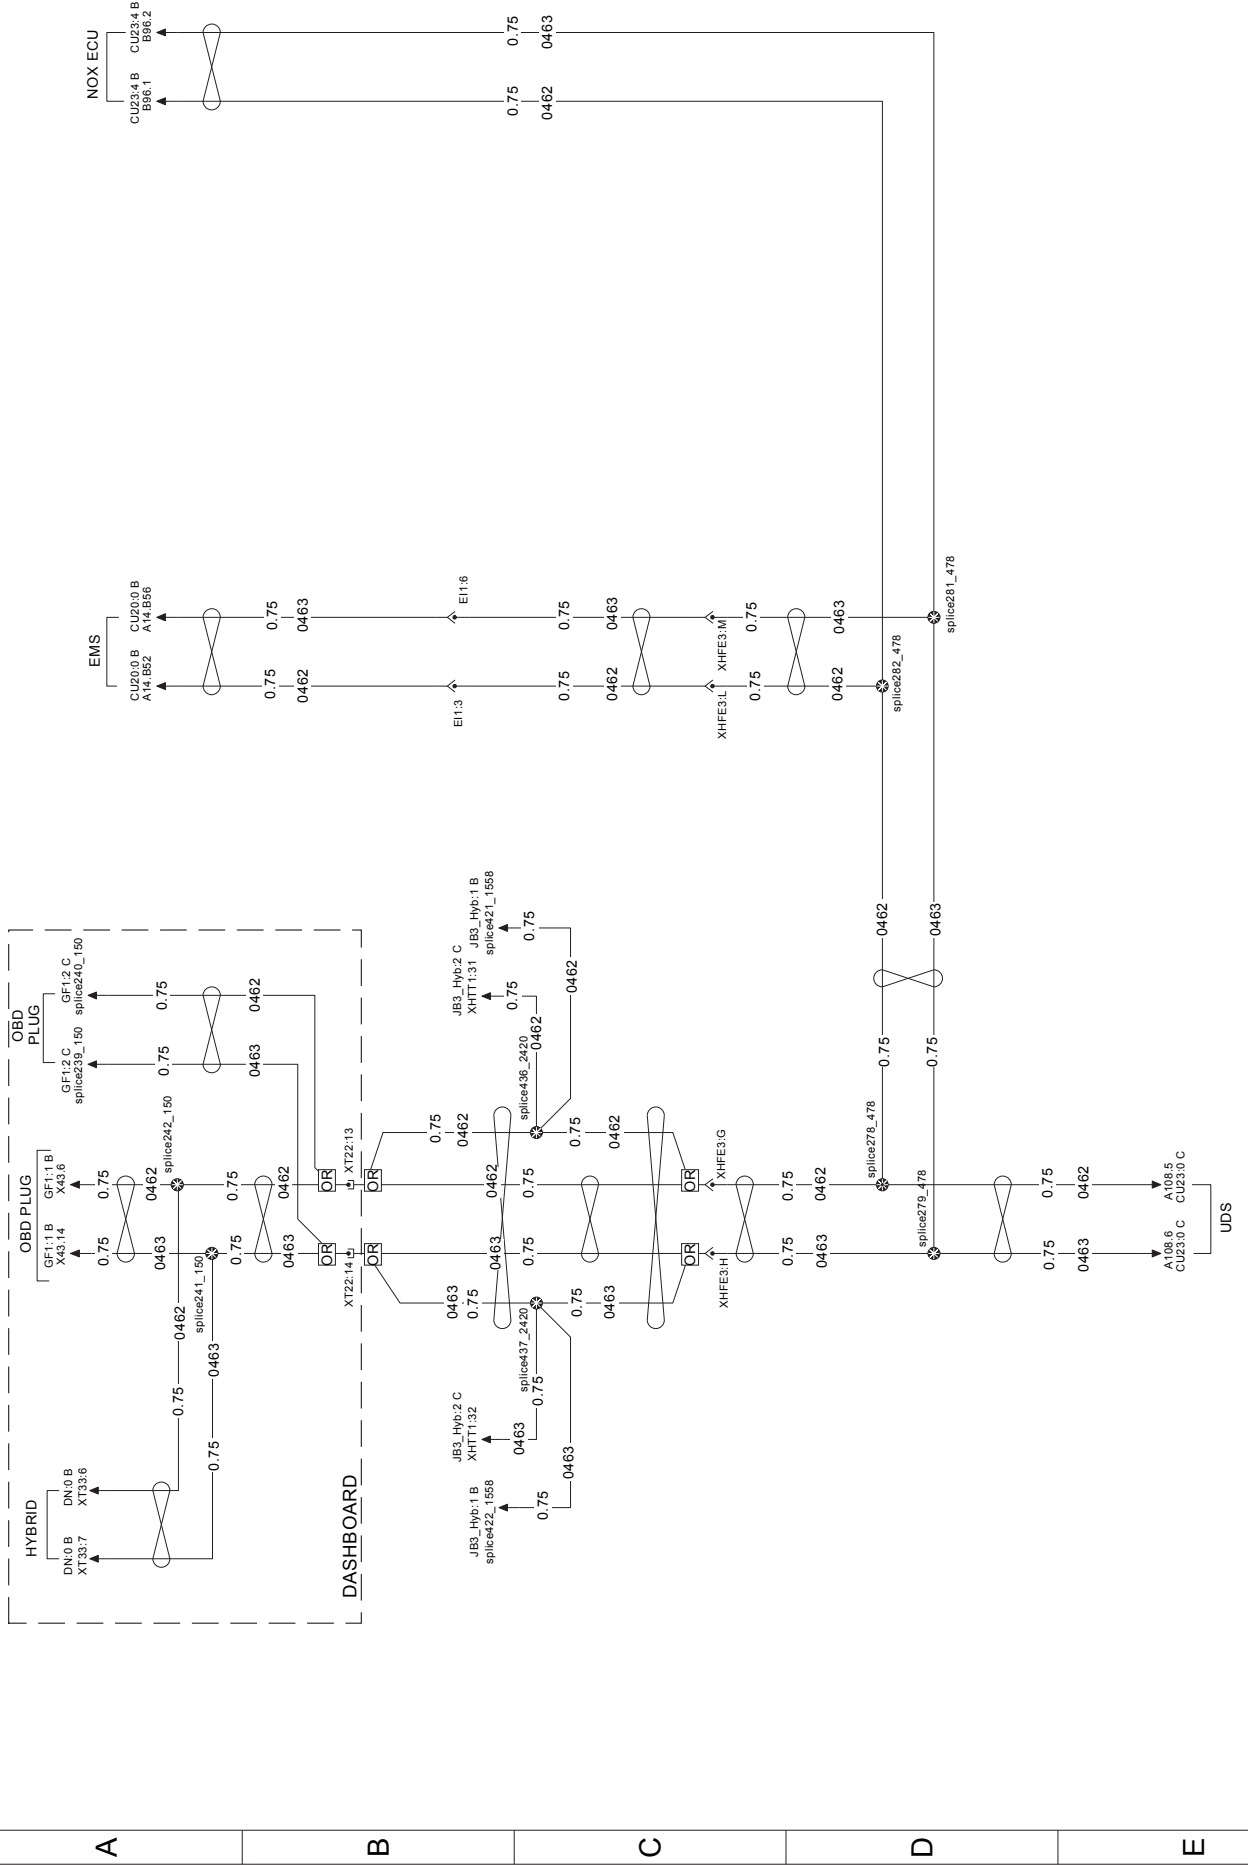 A
B
C
D
E
DASHBOARD
HYBRID
DN:0 B
XT33:7
DN:0 B
XT33:6
0.75
0463
0.75
0462
OBD PLUG
GF1:1 B
X43.14
GF1:1 B
X43.6
0.75
0.75
0463
0462
splice241_150
splice242_150
0.75
0.75
0463
0462
OBD
PLUG
GF1:2 C
splice239_150
GF1:2 C
splice240_150
0.75
0.75
0463
0462
OR
OR
XT22:14
XT22:13
OR
OR
0463
0.75
0.75
0462
0463
0462
JB3_Hyb:1 B
splice422_1558
JB3_Hyb:2 C
XHTT1:32
0463
0.75
0463
0.75
splice437_2420
0.75
0.75
splice436_2420
JB3_Hyb:2 C
XHTT1:31
JB3_Hyb:1 B
splice421_1558
0.75
0462
0.75
0462
0.75
0463
0.75
0462
OR
OR
XHFE3:H
XHFE3:G
0.75
0.75
0463
0462
splice279_478
splice278_478
0.75
0462
0.75
0463
0.75
0.75
0463
0462
A108.6
CU23:0 C
A108.5
CU23:0 C
UDS
EMS
CU20:0 B
A14.B52
CU20:0 B
A14.B56
0.75
0.75
0462
0463
EI1:3
EI1:6
0.75
0.75
0462
0463
XHFE3:L
XHFE3:M
0.75
0.75
0462
0463
splice282_478
splice281_478
NOX ECU
CU23:4 B
B96.1
CU23:4 B
B96.2
0.75
0.75
0462
0463